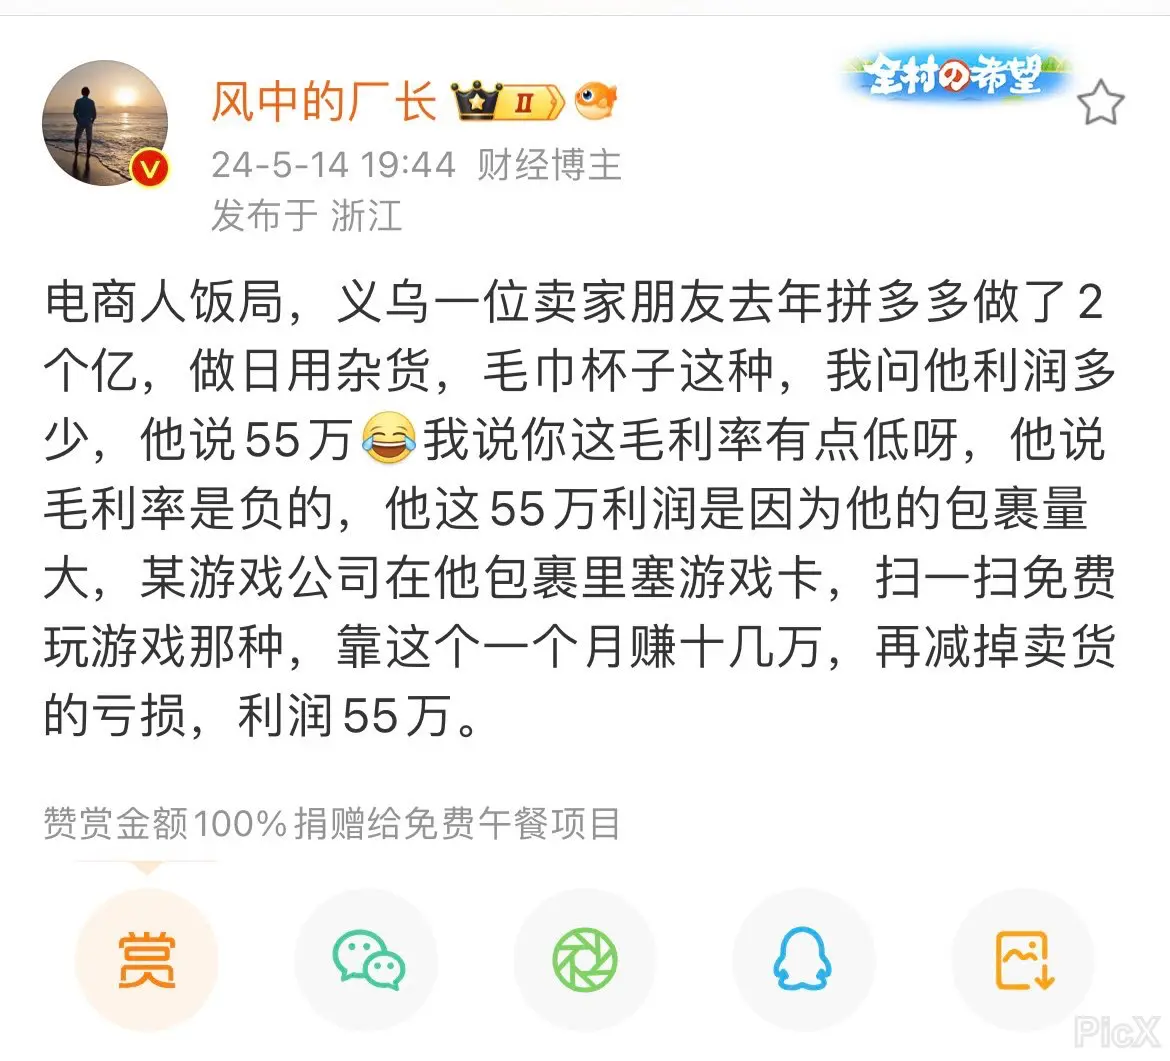 全村の希望
风中的厂长 II
24-5-14 19:44 财经博主
发布于 浙江
电商人饭局，义乌一位卖家朋友去年拼多多做了2
个亿，做日用杂货，毛巾杯子这种，我问他利润多
少，他说55万😂我说你这毛利率有点低呀，他说
毛利率是负的，他这55万利润是因为他的包裹量
大，某游戏公司在他包裹里塞游戏卡，扫一扫免费
玩游戏那种，靠这个一个月赚十几万，再减掉卖货
的亏损，利润55万。
赞赏金额100%捐赠给免费午餐项目
赏
PicX